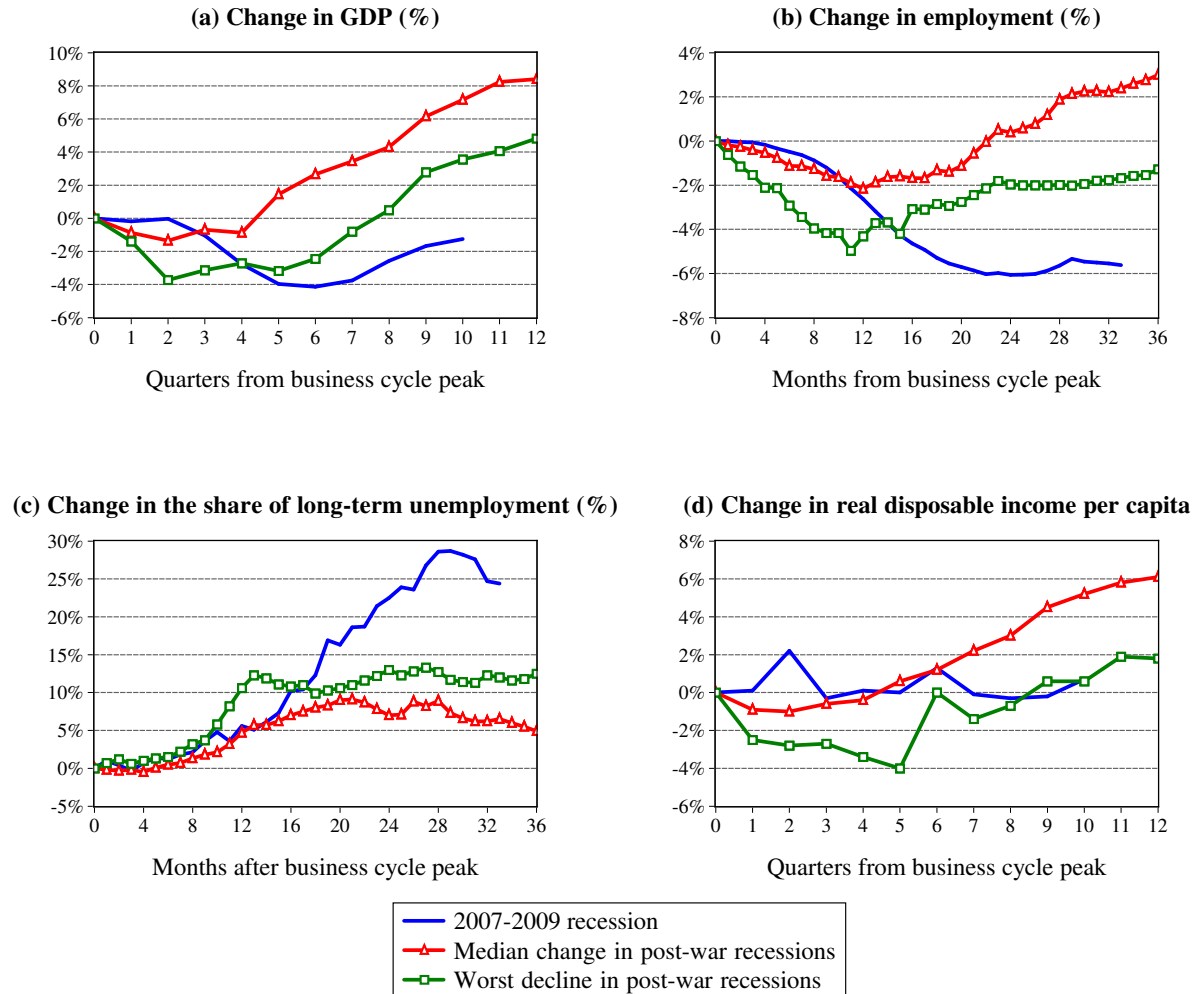 (a) Change in GDP (%)
10%
8%
6%
4%
2%
0%
-2%
-4%
-6%
0 1 2 3 4 5 6 7 8 9 10 11 12
Quarters from business cycle peak
(b) Change in employment (%)
4%
2%
0%
-2%
-4%
-6%
-8%
0 4 8 12 16 20 24 28 32 36
Months from business cycle peak
(c) Change in the share of long-term unemployment (%)
30%
25%
20%
15%
10%
5%
0%
-5%
0 4 8 12 16 20 24 28 32 36
Months after business cycle peak
(d) Change in real disposable income per capita
8%
6%
4%
2%
0%
-2%
-4%
-6%
0 1 2 3 4 5 6 7 8 9 10 11 12
Quarters from business cycle peak
2007-2009 recession
Median change in post-war recessions
Worst decline in post-war recessions